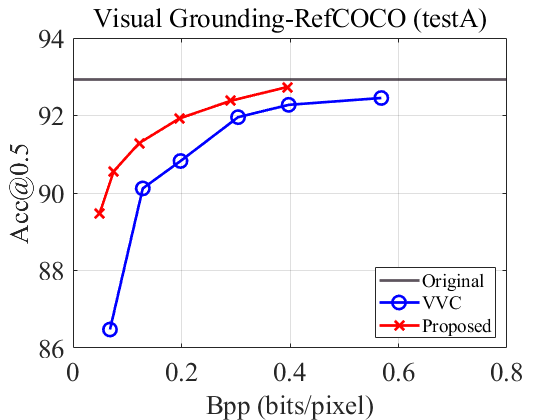 Visual Grounding-RefCOCO (testA)
94
92
90
88
86
Acc@0.5
0
0.2
0.4
0.6
0.8
Bpp (bits/pixel)
Original
VVC
Proposed